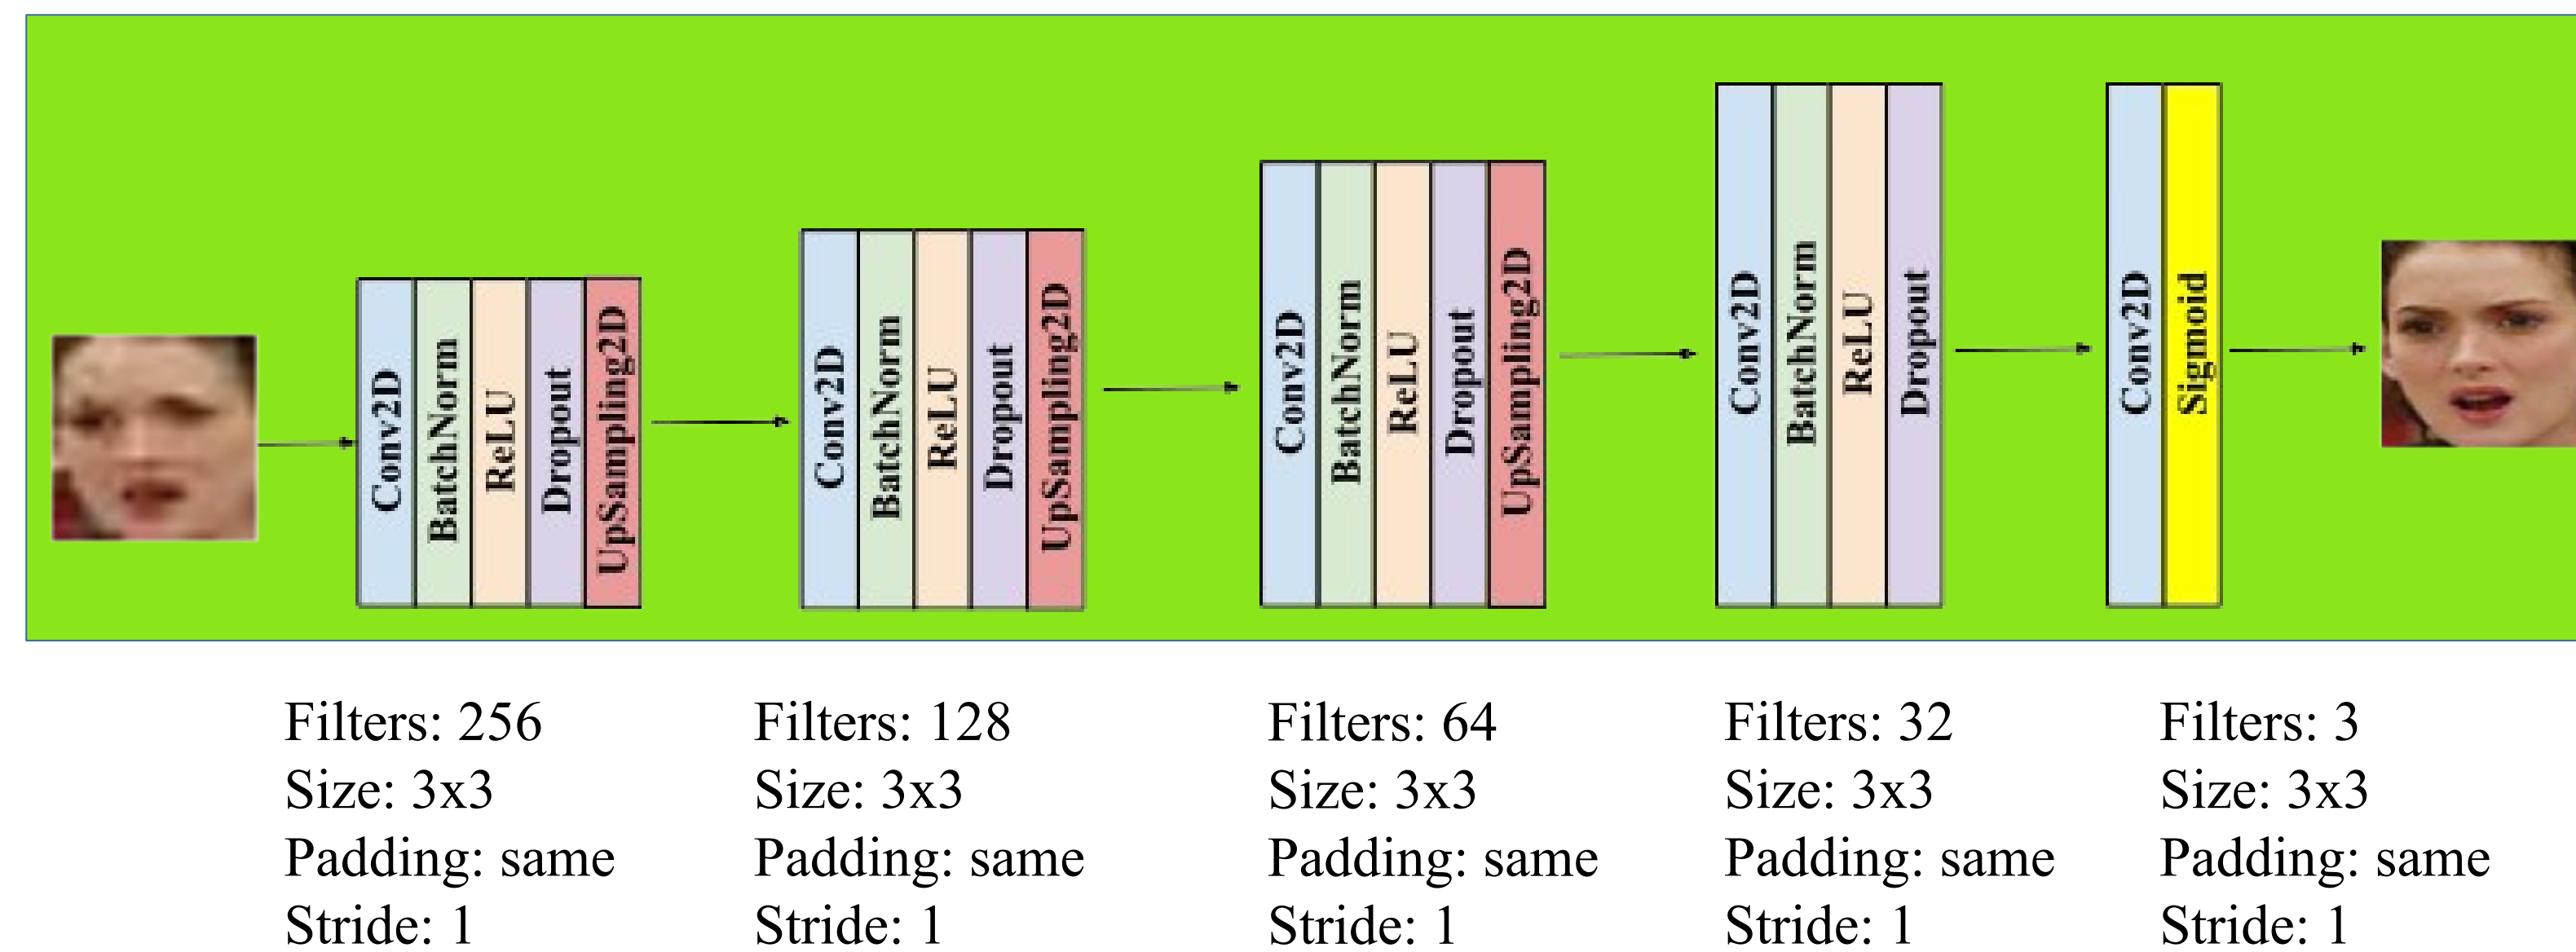 Conv2D
BatchNorm
ReLU
Dropout
UpSampling2D
Conv2D
BatchNorm
ReLU
Dropout
UpSampling2D
Conv2D
BatchNorm
ReLU
Dropout
UpSampling2D
Conv2D
BatchNorm
ReLU
Dropout
Conv2D
Sigmoid
Filters: 256
Size: 3x3
Padding: same
Stride: 1
Filters: 128
Size: 3x3
Padding: same
Stride: 1
Filters: 64
Size: 3x3
Padding: same
Stride: 1
Filters: 32
Size: 3x3
Padding: same
Stride: 1
Filters: 3
Size: 3x3
Padding: same
Stride: 1